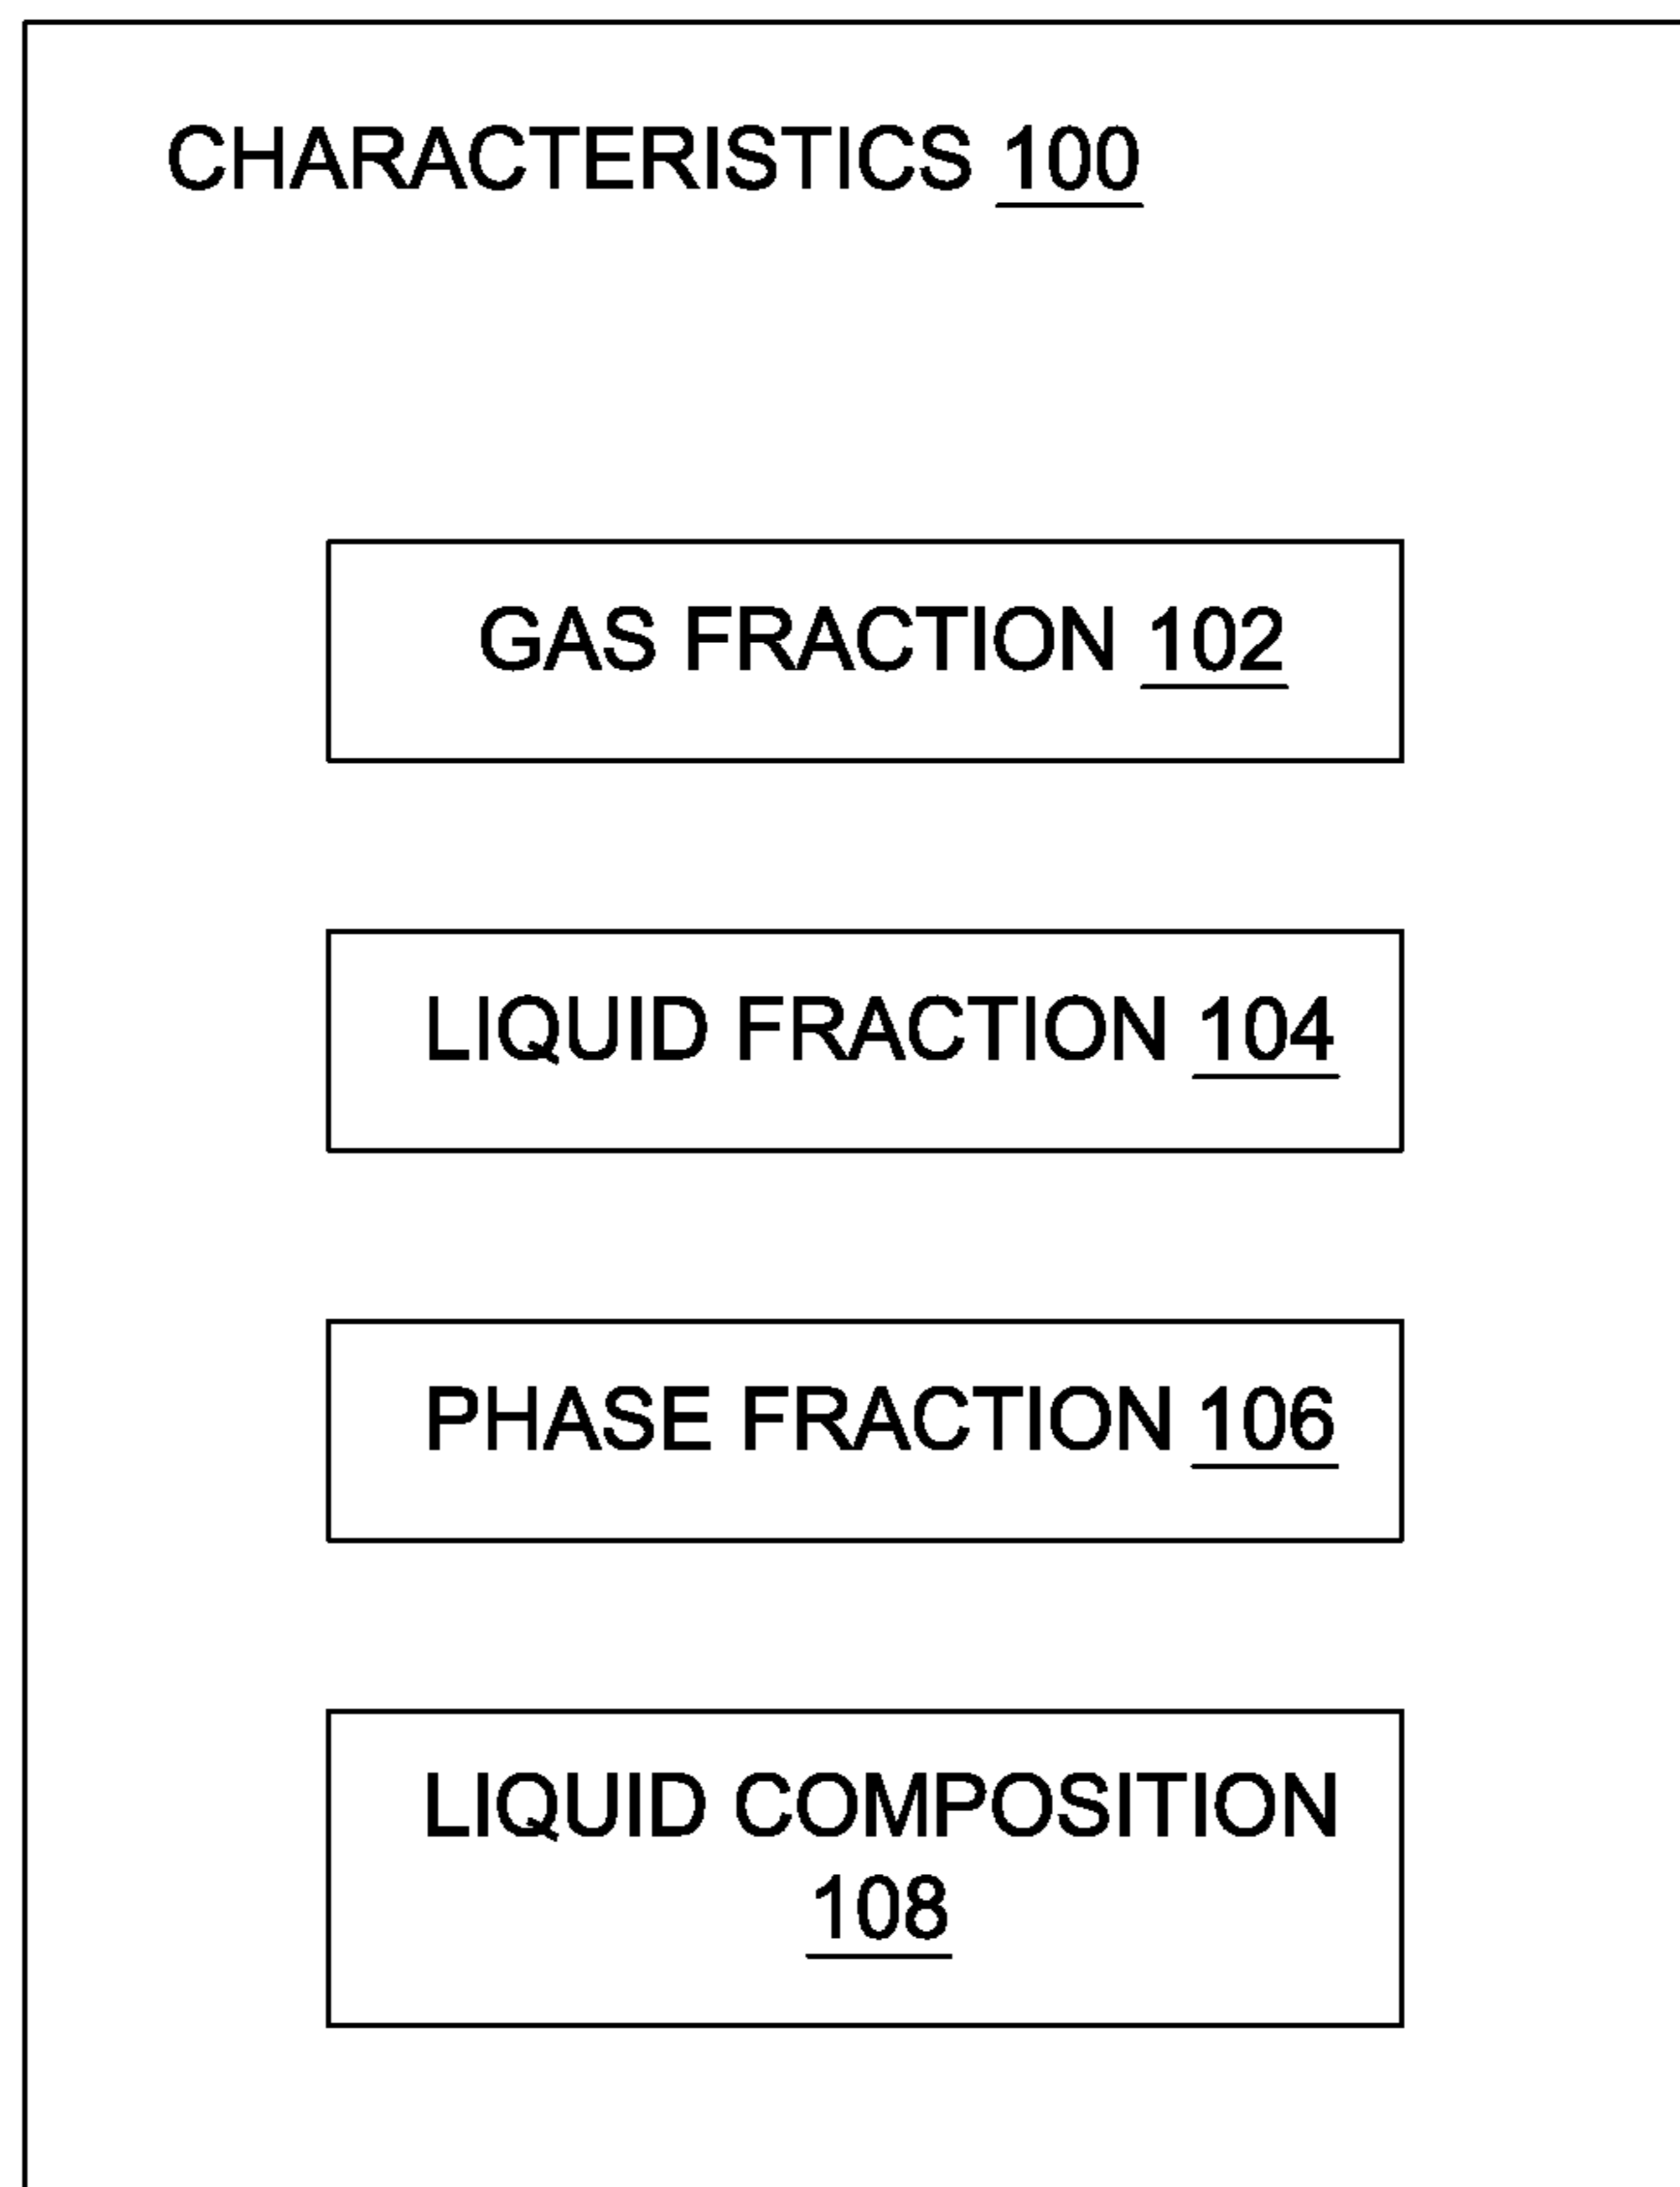 CHARACTERISTICS 100
GAS FRACTION 102
LIQUID FRACTION 104
PHASE FRACTION 106
LIQUID COMPOSITION
108